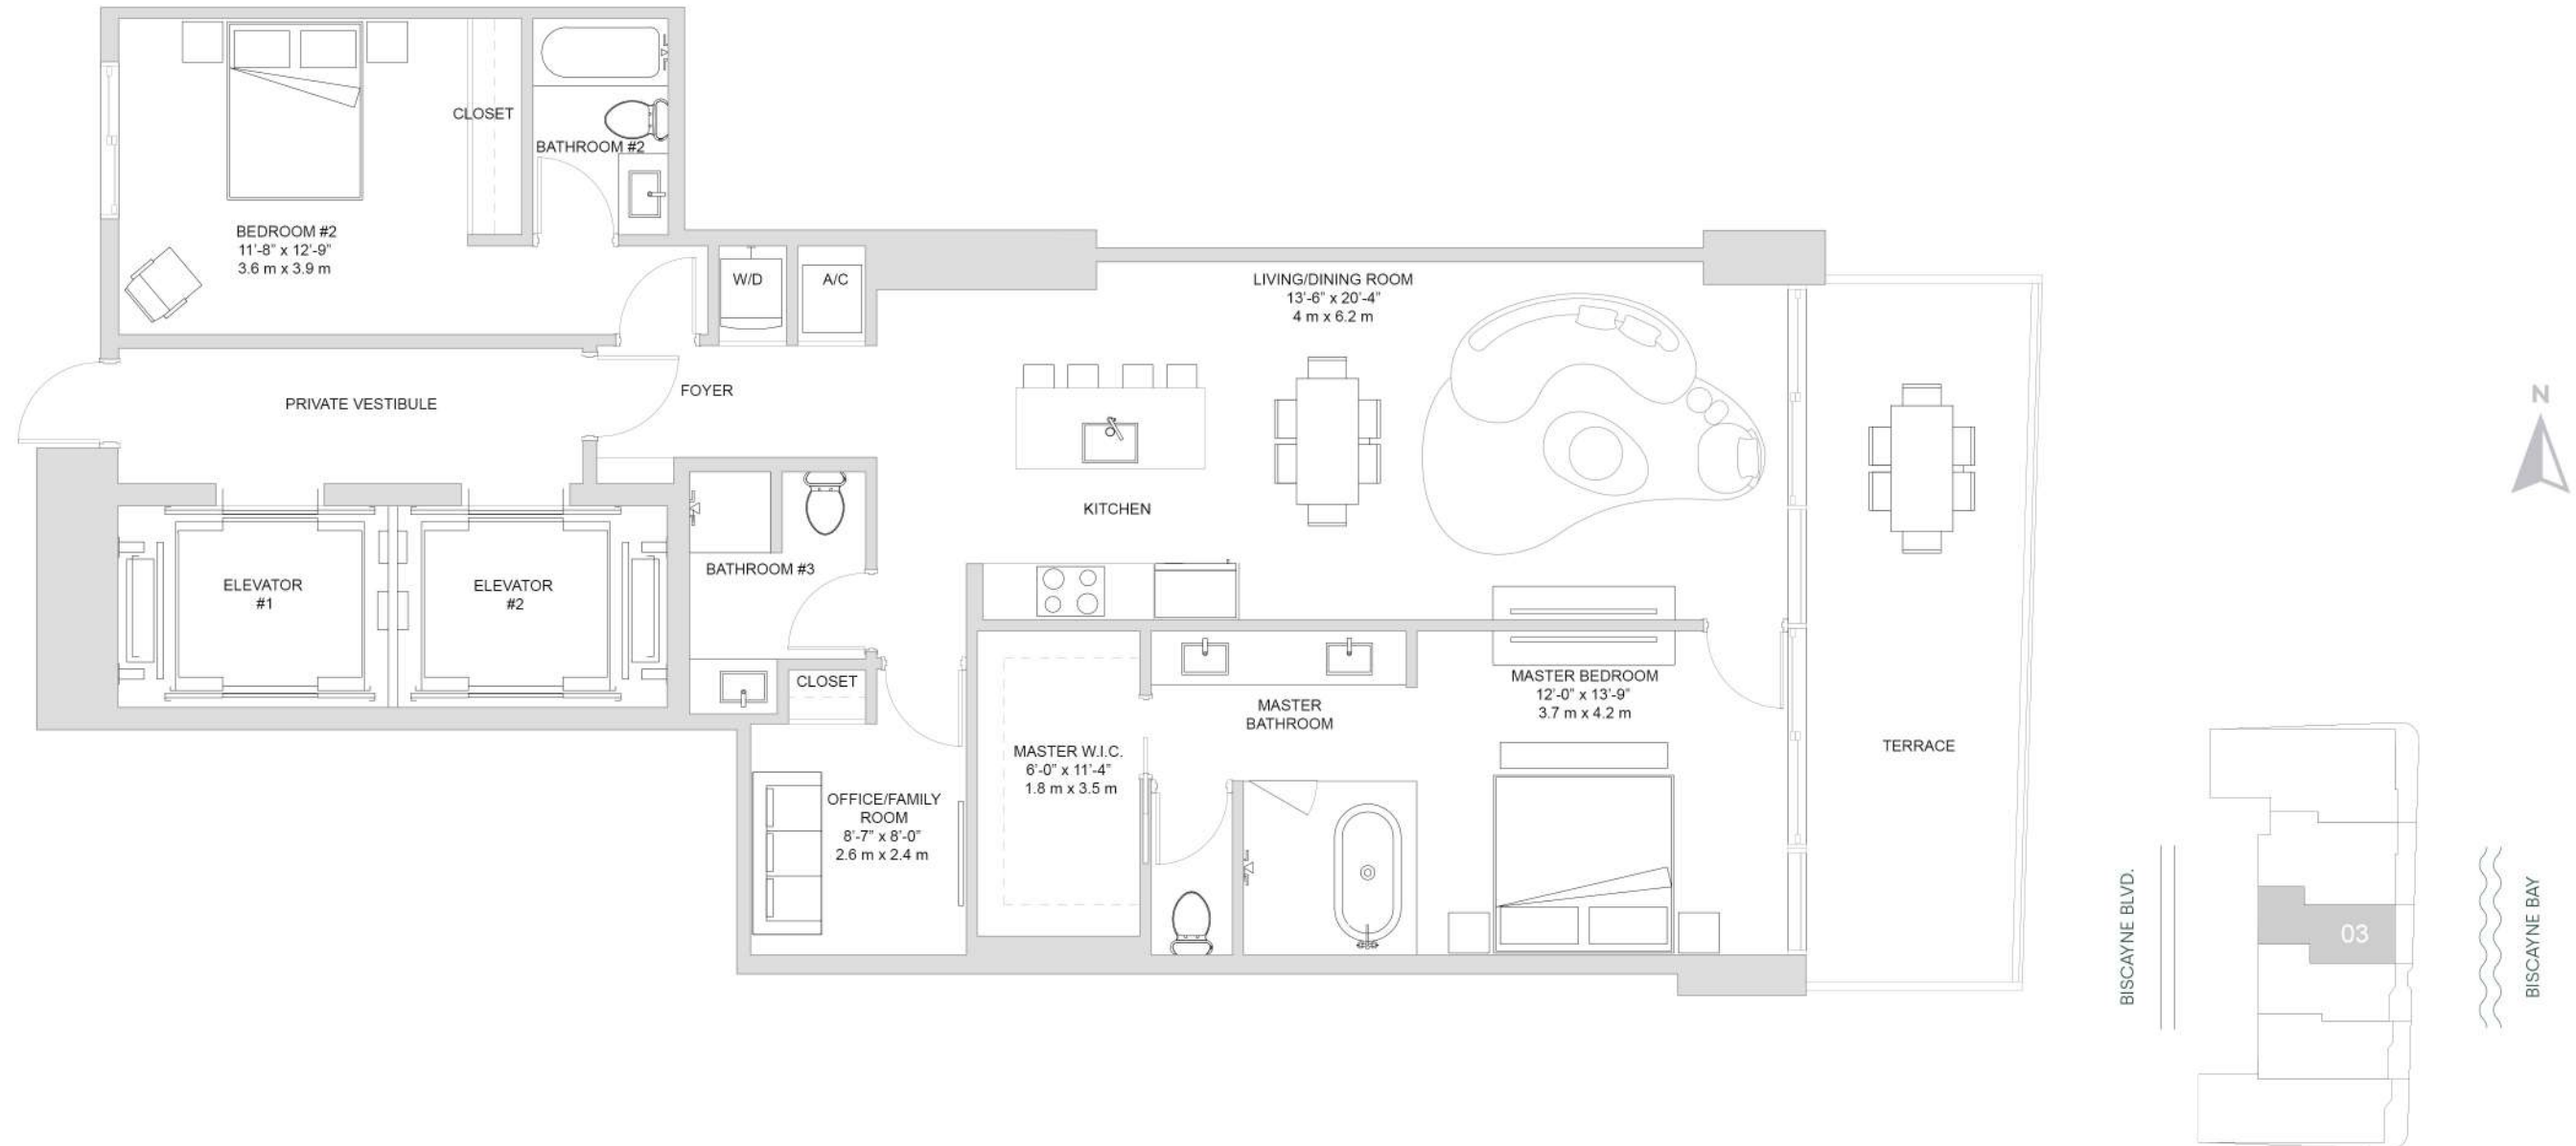 CLOSET
BATHROOM #2
BEDROOM #2
11'-8" x 12'-9"
3.6 m x 3.9 m
W/D
A/C
LIVING/DINING ROOM
13'-6" x 20'-4"
4 m x 6.2 m
PRIVATE VESTIBULE
FOYER
N
KITCHEN
ELEVATOR
#1
ELEVATOR
#2
BATHROOM #3
CLOSET
MASTER
BATHROOM
MASTER BEDROOM
12'-0" x 13'-9"
3.7 m x 4.2 m
TERRACE
MASTER W.I.C.
6'-0" x 11'-4"
1.8 m x 3.5 m
OFFICE/FAMILY
ROOM
8'-7" x 8'-0"
2.6 m x 2.4 m
BISCAYNE BLVD.
03
BISCAYNE BAY